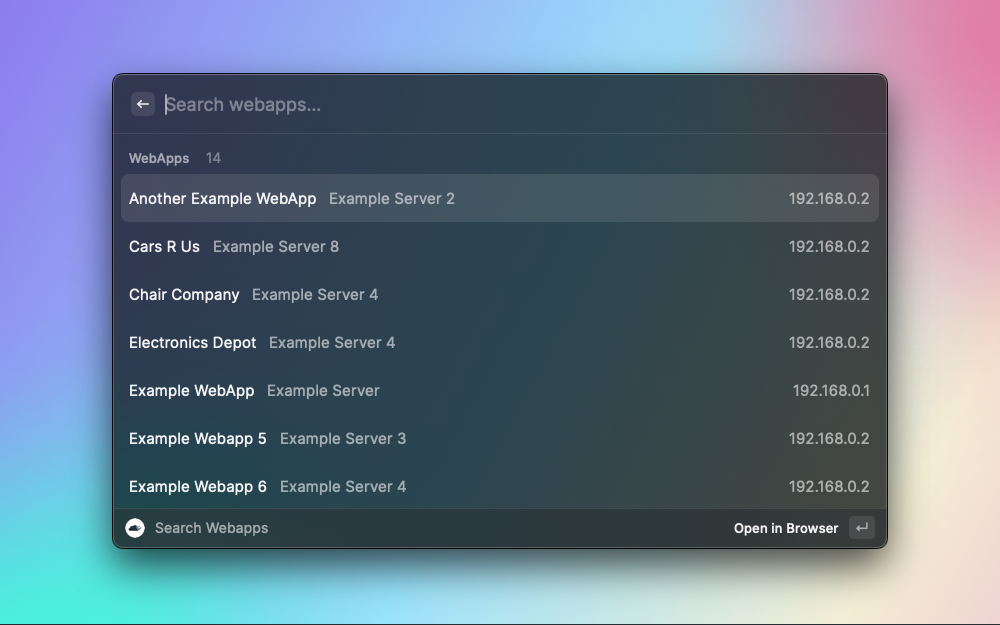 Search webapps...
WebApps 14
Another Example WebApp Example Server 2 192.168.0.2
Cars R Us Example Server 8 192.168.0.2
Chair Company Example Server 4 192.168.0.2
Electronics Depot Example Server 4 192.168.0.2
Example WebApp Example Server 192.168.0.1
Example Webapp 5 Example Server 3 192.168.0.2
Example Webapp 6 Example Server 4 192.168.0.2
Search Webapps Open in Browser